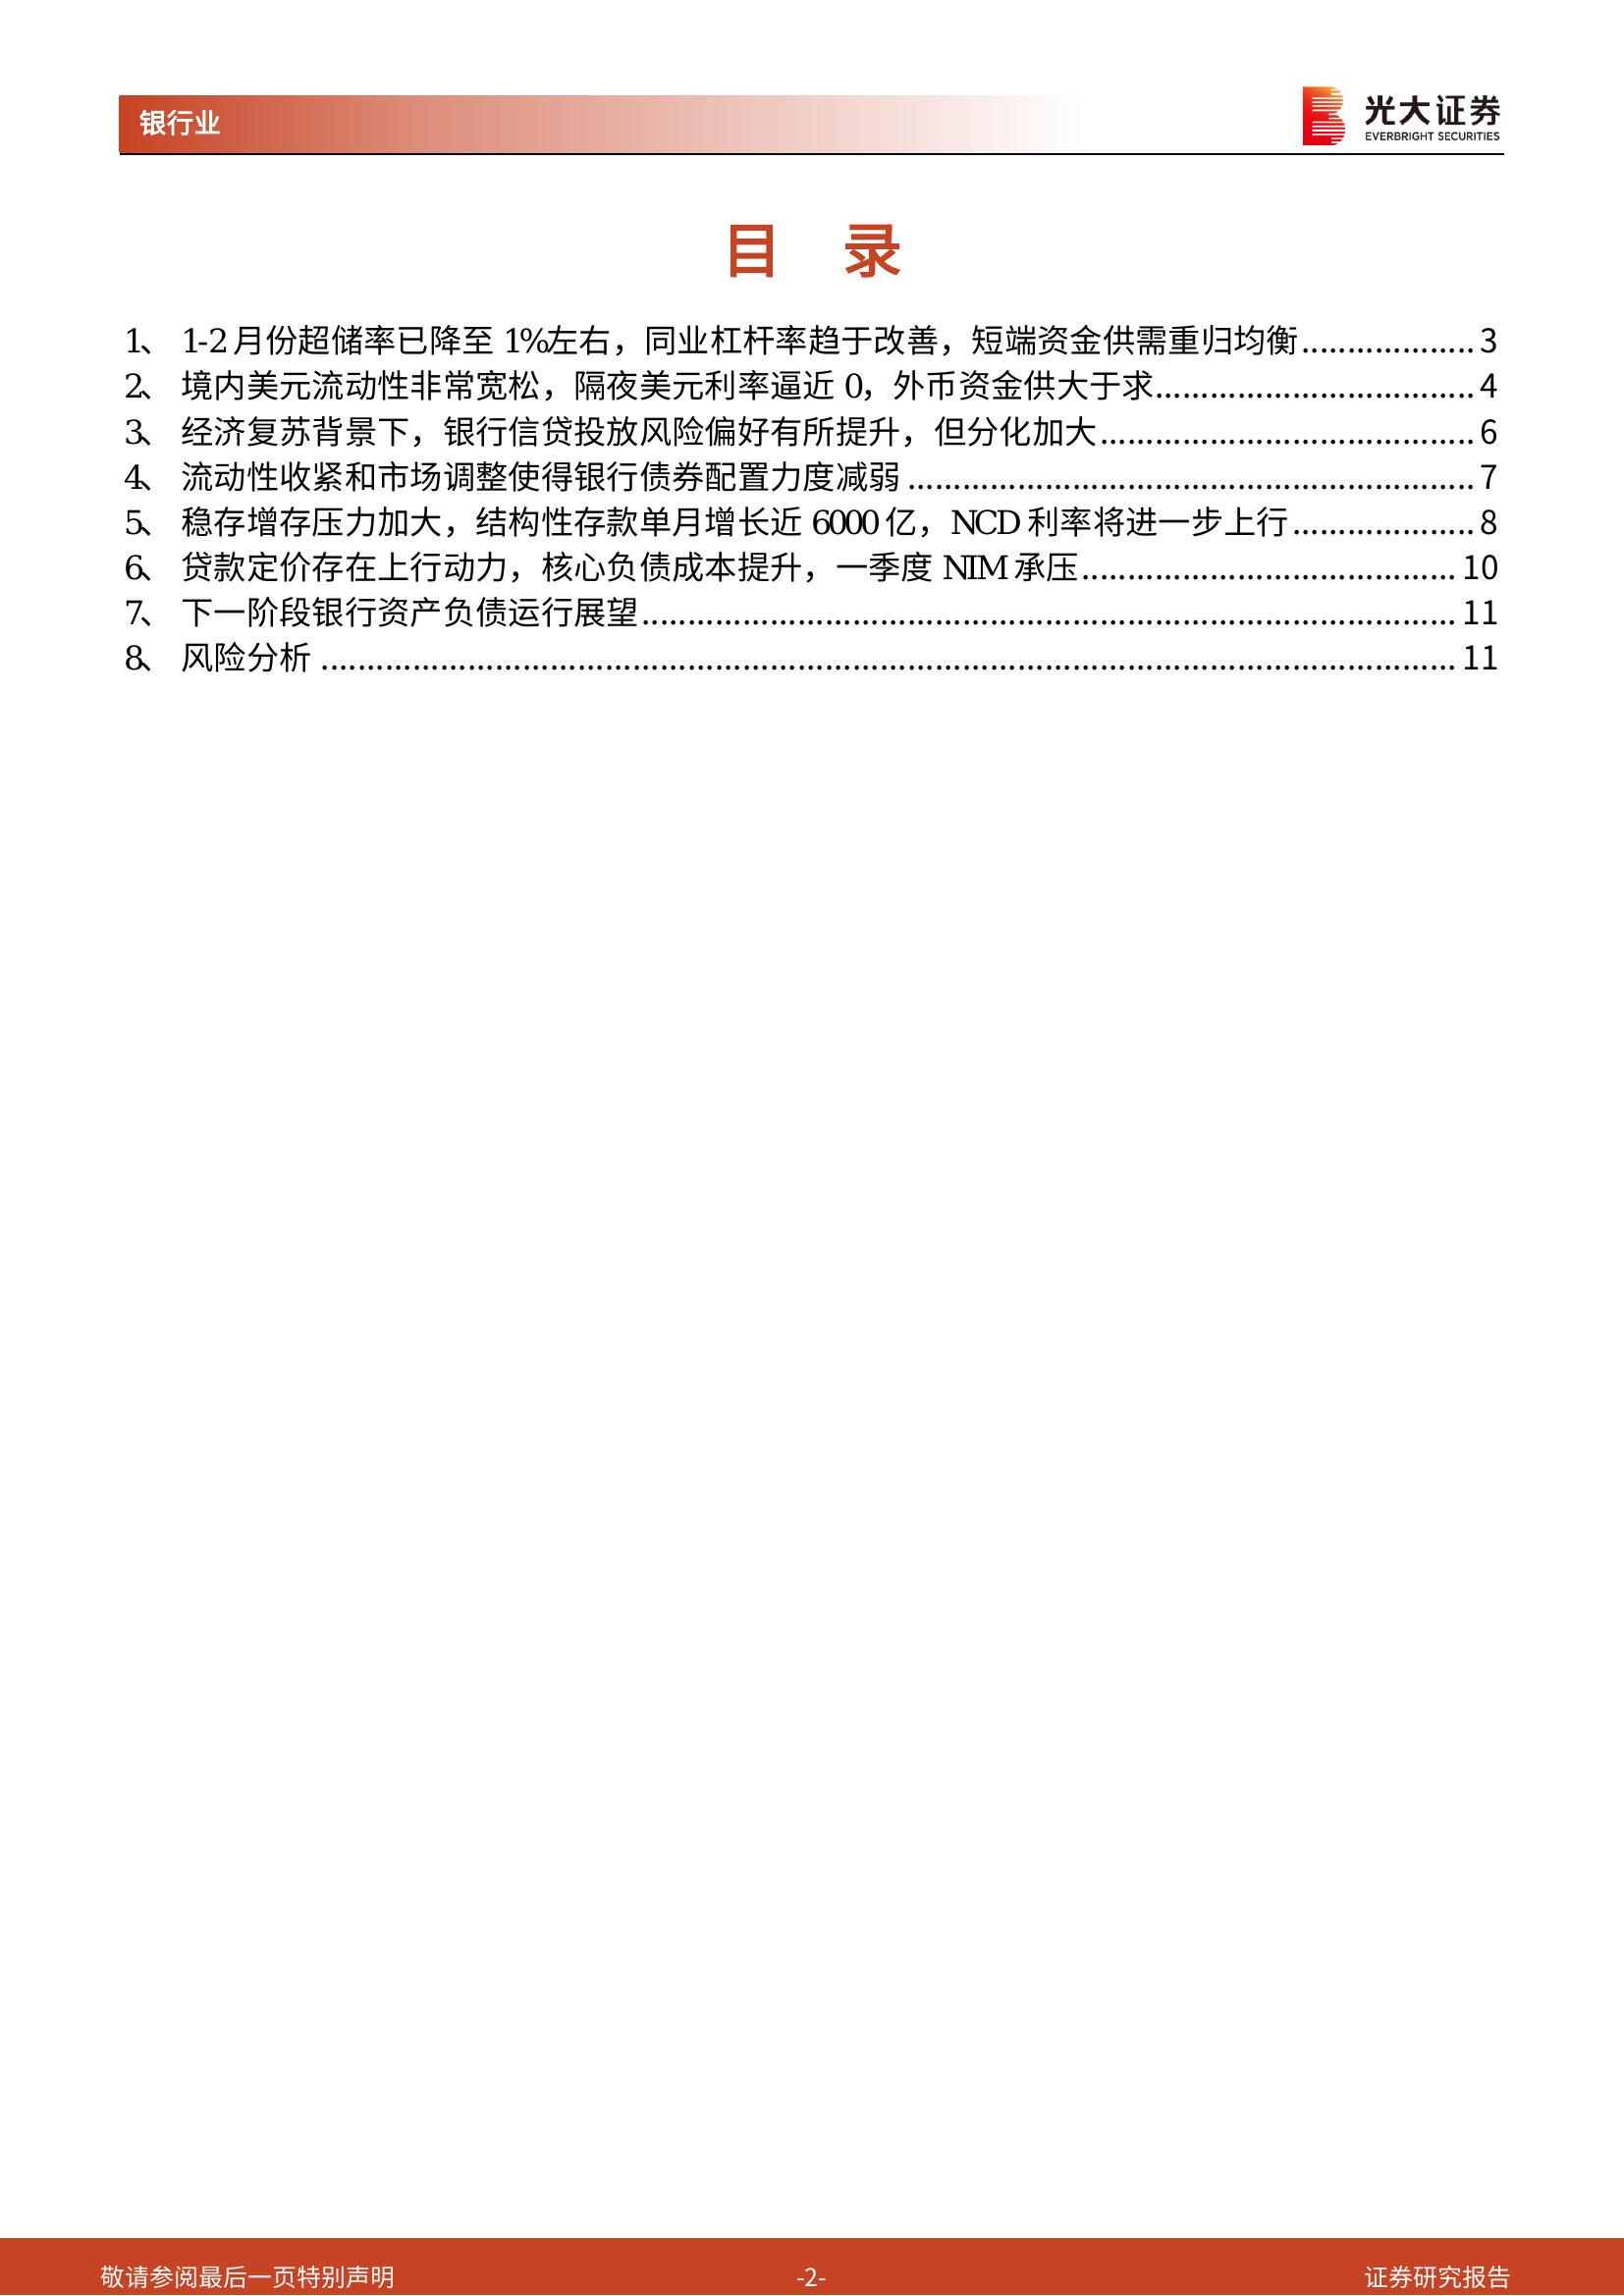 银行业
光大证券
EVERBRIGHT SECURITIES
目 录
1、 1-2 月份超储率已降至 1%左右，同业杠杆率趋于改善，短端资金供需重归均衡 .................. 3
2、 境内美元流动性非常宽松，隔夜美元利率逼近 0，外币资金供大于求 .................. 4
3、 经济复苏背景下，银行信贷投放风险偏好有所提升，但分化加大 .................. 6
4、 流动性收紧和市场调整使得银行债券配置力度减弱 .................. 7
5、 稳存增存压力加大，结构性存款单月增长近 6000 亿，NCD 利率将进一步上行 .................. 8
6、 贷款定价存在上行动力，核心负债成本提升，一季度 NIM 承压 .................. 10
7、 下一阶段银行资产负债运行展望 .................. 11
8、 风险分析 .................. 11
敬请参阅最后一页特别声明
-2-
证券研究报告